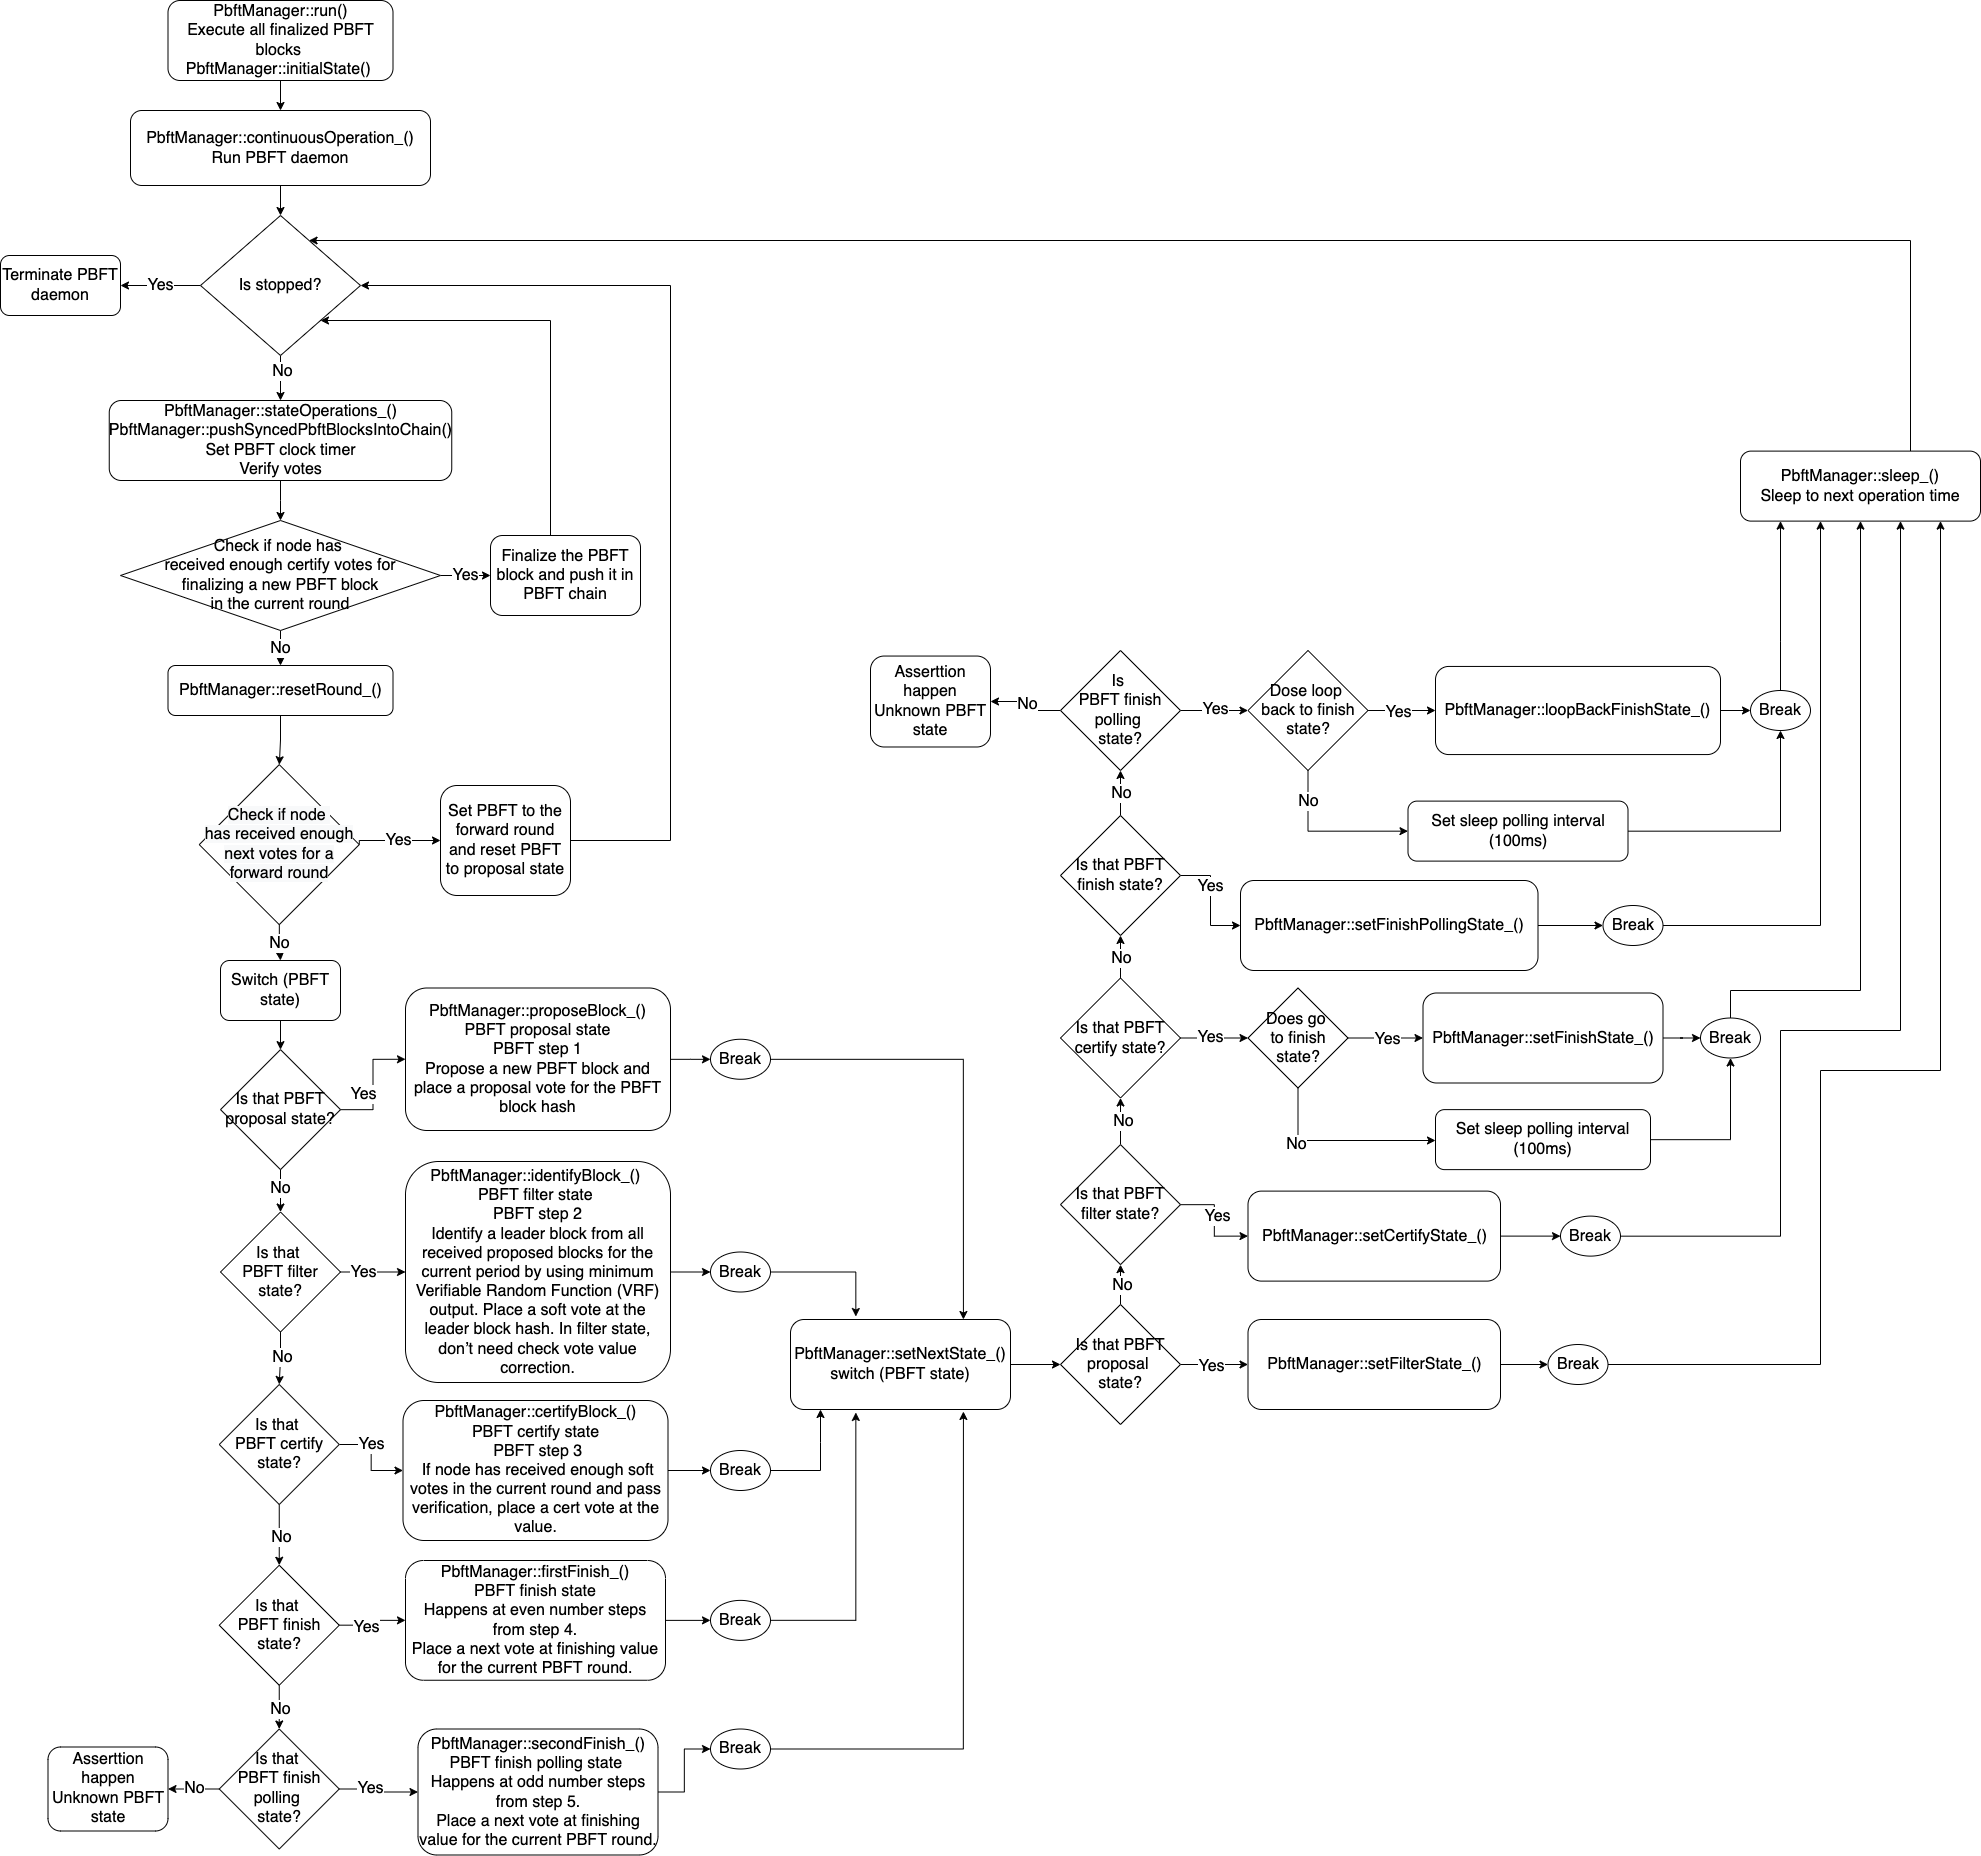 PbftManager::run()
Execute all finalized PBFT
blocks
PbftManager::initialState()
PbftManager::continuousOperation_()
Run PBFT daemon
Is stopped?
Yes
Terminate PBFT
daemon
No
PbftManager::stateOperations_()
PbftManager::pushSyncedPbftBlocksIntoChain()
Set PBFT clock timer
Verify votes
Check if node has
received enough certify votes for
finalizing a new PBFT block
in the current round
Yes
Finalize the PBFT
block and push it in
PBFT chain
No
PbftManager::resetRound_()
Check if node
has received enough
next votes for a
forward round
Yes
Set PBFT to the
forward round
and reset PBFT
to proposal state
No
Switch (PBFT
state)
Is that PBFT
proposal state?
Yes
PbftManager::proposeBlock_()
PBFT proposal state
PBFT step 1
Propose a new PBFT block and
place a proposal vote for the PBFT
block hash
Break
No
Is that
PBFT filter
state?
Yes
PbftManager::identifyBlock_()
PBFT filter state
PBFT step 2
Identify a leader block from all
received proposed blocks for the
current period by using minimum
Verifiable Random Function (VRF)
output. Place a soft vote at the
leader block hash. In filter state,
don't need check vote value
correction.
Break
No
Is that
PBFT certify
state?
Yes
PbftManager::certifyBlock_()
PBFT certify state
PBFT step 3
If node has received enough soft
votes in the current round and pass
verification, place a cert vote at the
value.
Break
No
Is that
PBFT finish
state?
Yes
PbftManager::firstFinish_()
PBFT finish state
Happens at even number steps
from step 4.
Place a next vote at finishing value
for the current PBFT round.
Break
No
Is that
PBFT finish
polling
state?
No
Asserttion
happen
Unknown PBFT
state
Yes
PbftManager::secondFinish_()
PBFT finish polling state
Happens at odd number steps
from step 5.
Place a next vote at finishing
value for the current PBFT round.
Break
PbftManager::setNextState_()
switch (PBFT state)
Is that PBFT
proposal
state?
Yes
PbftManager::setFilterState_()
Break
No
Is that PBFT
filter state?
Yes
PbftManager::setCertifyState_()
Break
No
Is that PBFT
certify state?
Yes
Does go
to finish
state?
Yes
PbftManager::setFinishState_()
Break
No
Set sleep polling interval
(100ms)
No
Is that PBFT
finish state?
Yes
PbftManager::setFinishPollingState_()
Break
No
Is
PBFT finish
polling
state?
No
Asserttion
happen
Unknown PBFT
state
Yes
Dose loop
back to finish
state?
Yes
PbftManager::loopBackFinishState_()
Break
No
Set sleep polling interval
(100ms)
PbftManager::sleep_()
Sleep to next operation time